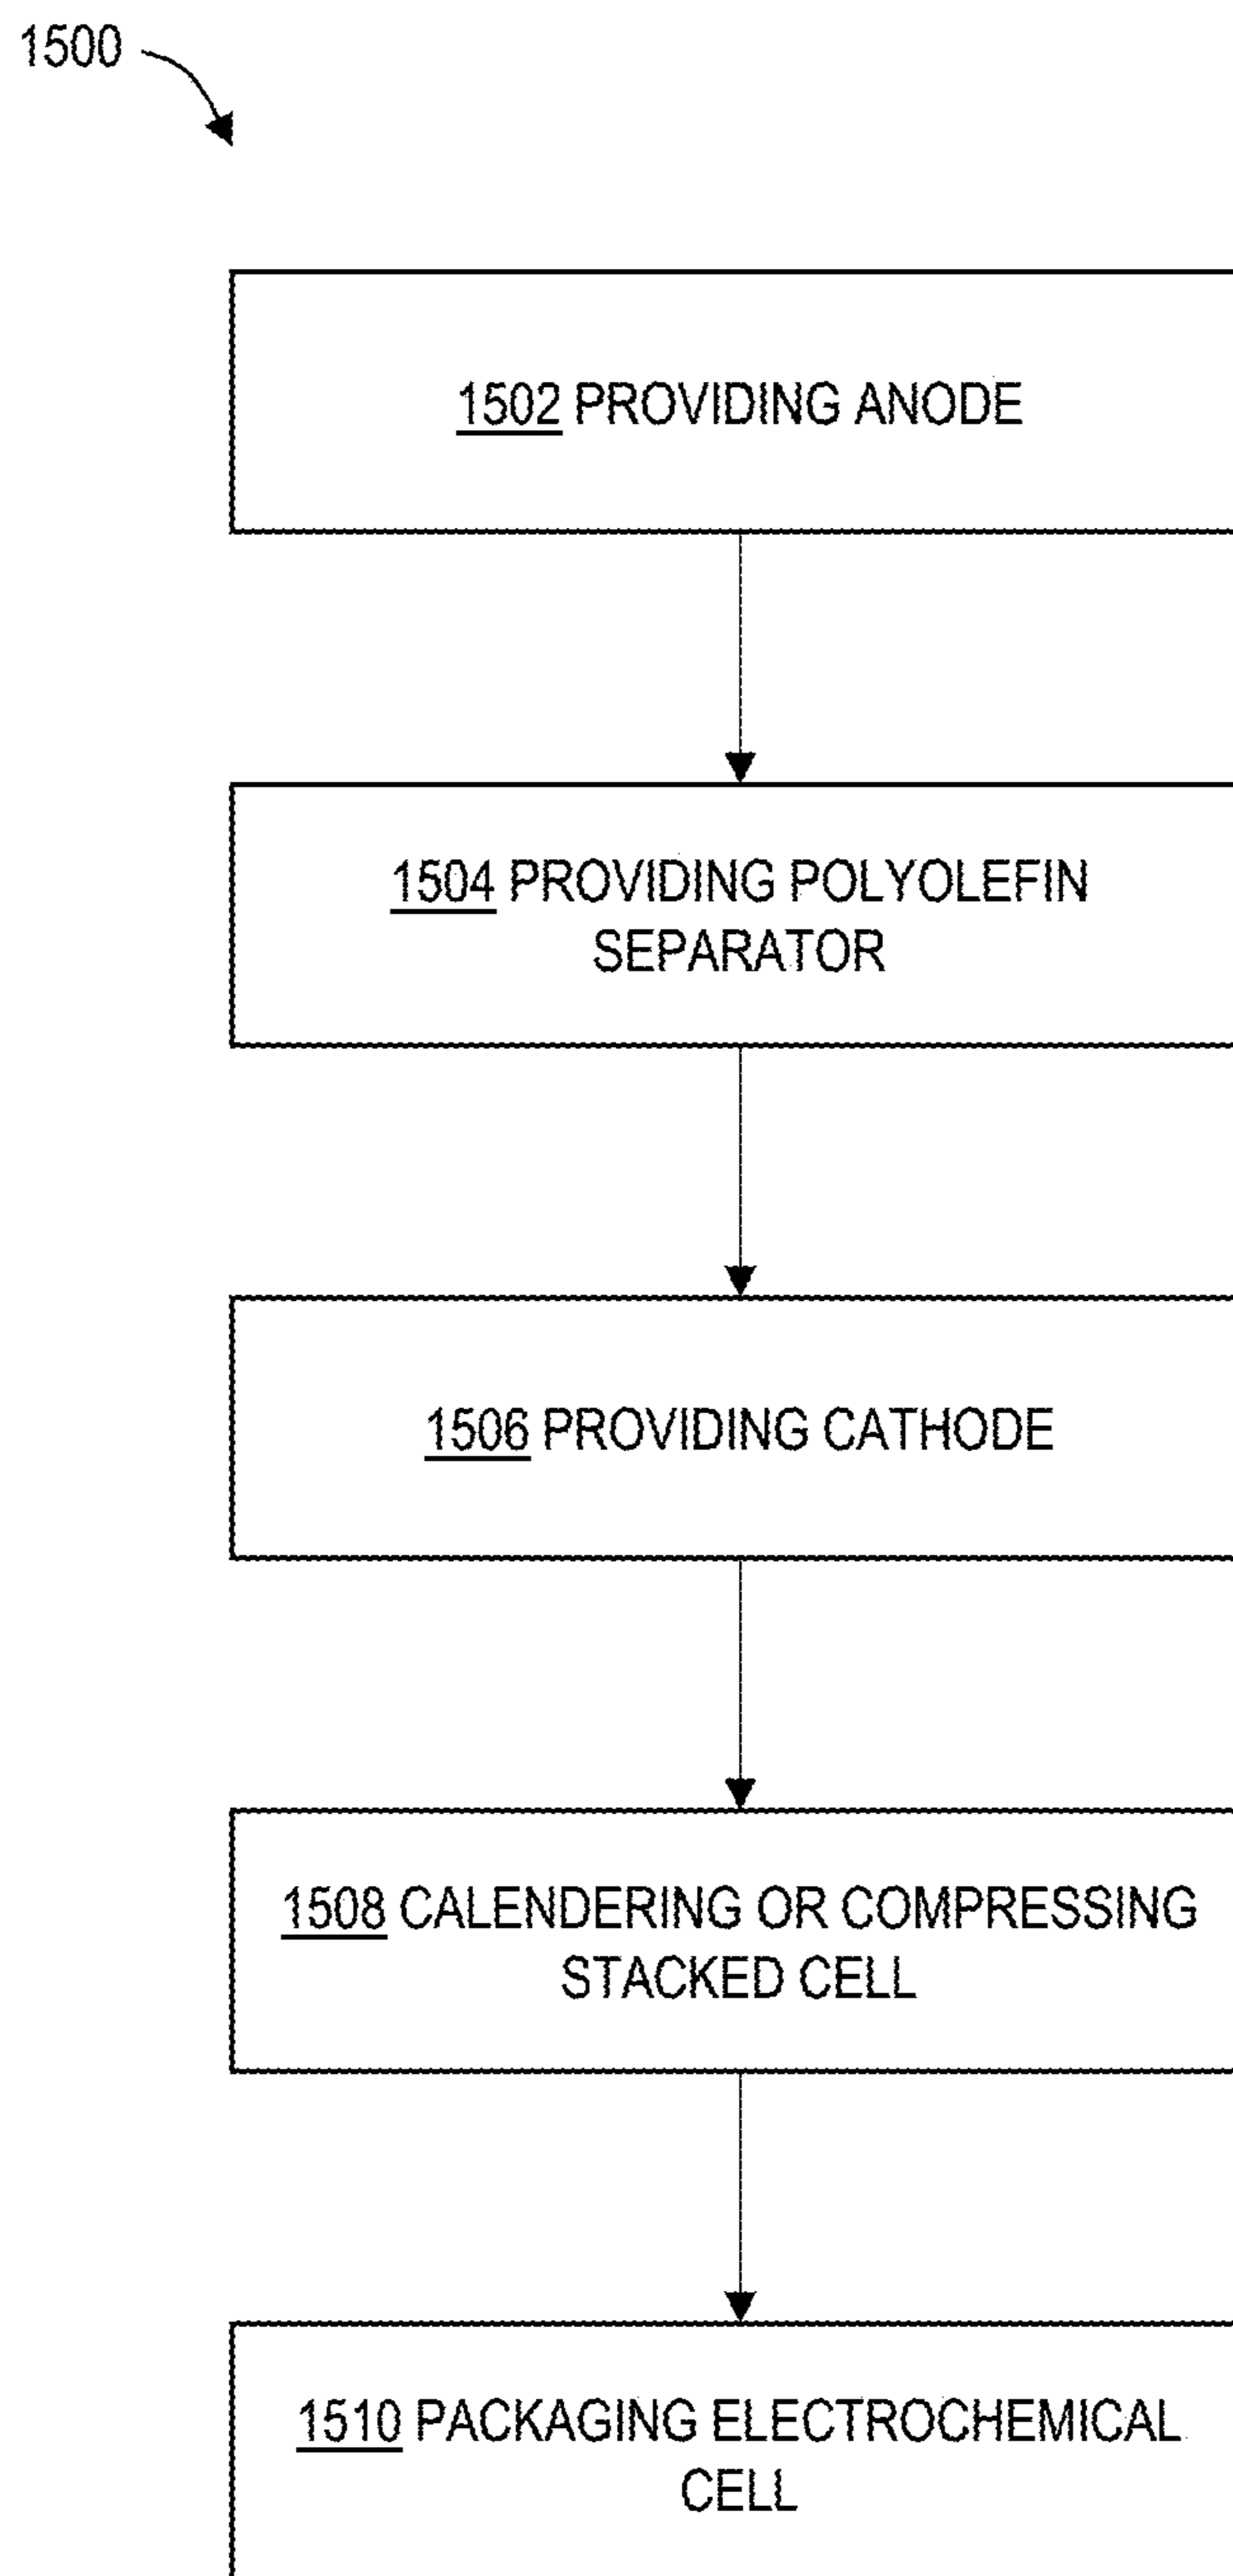 1500
1502 PROVIDING ANODE
1504 PROVIDING POLYOLEFIN
SEPARATOR
1506 PROVIDING CATHODE
1508 CALENDERING OR COMPRESSING
STACKED CELL
1510 PACKAGING ELECTROCHEMICAL
CELL